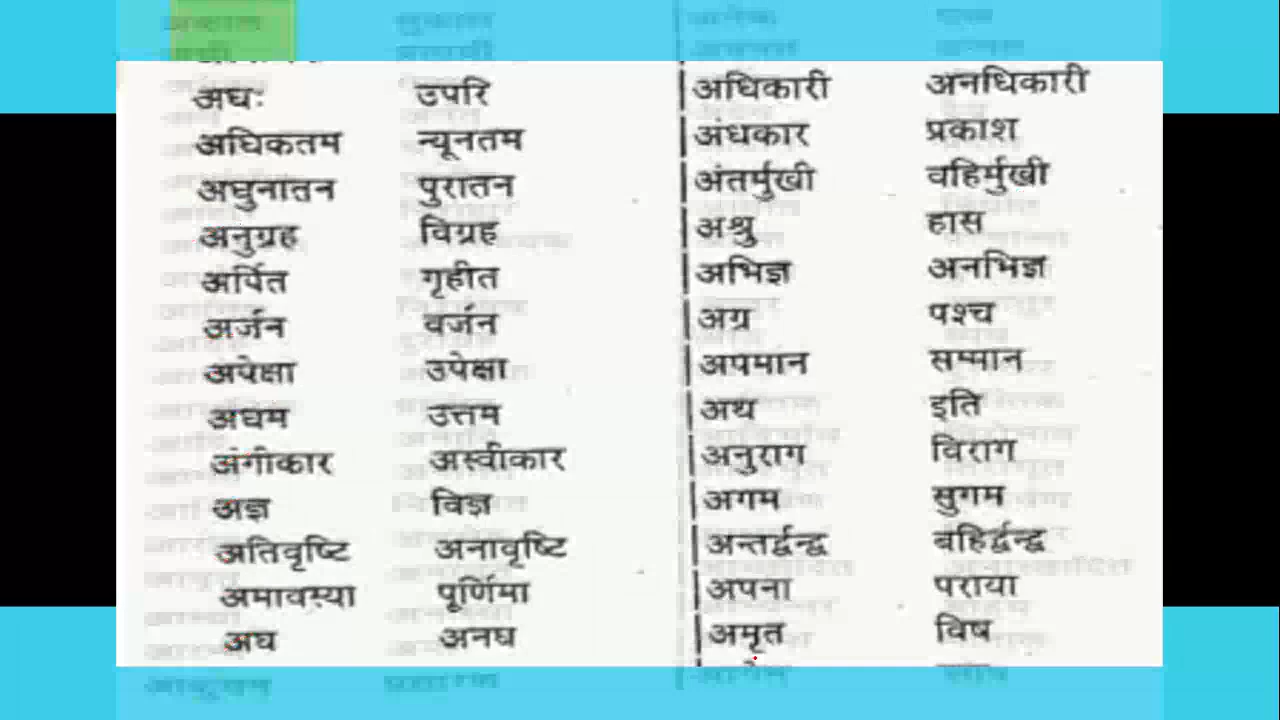 अधः उपरि अधिकारी अनधिकारी
अधिकतम न्यूनतम अंधकार प्रकाश
अधुनातन पुरातन अंतर्मुखी वहिर्मुखी
अनुग्रह विग्रह अश्रु हास
अर्पित गृहीत अभिज्ञ अनभिज्ञ
अर्जन वर्जन अग्र पश्च
अपेक्षा उपेक्षा अपमान सम्मान
अधम उत्तम अथ इति
अंगीकार अस्वीकार अनुराग विराग
अज्ञ विज्ञ अगम सुगम
अतिवृष्टि अनावृष्टि अन्तर्द्वन्द्व बहिर्द्वन्द्व
अमावस्या पूर्णिमा अपना पराया
अघ अनघ अमृत विष